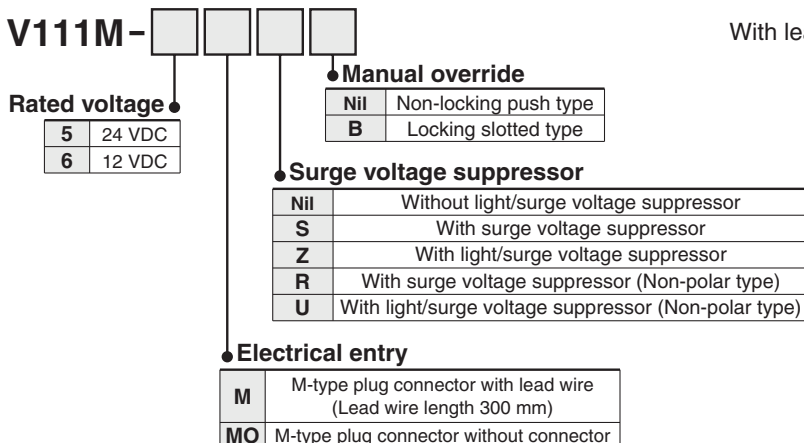 V111M-
With
Manual override
Nil Non-locking push type
B Locking slotted type
Rated voltage
5 24 VDC
6 12 VDC
Surge voltage suppressor
Nil Without light/surge voltage suppressor
S With surge voltage suppressor
Z With light/surge voltage suppressor
R With surge voltage suppressor (Non-polar type)
U With light/surge voltage suppressor (Non-polar type)
Electrical entry
M M-type plug connector with lead wire
(Lead wire length 300 mm)
MO M-type plug connector without connector